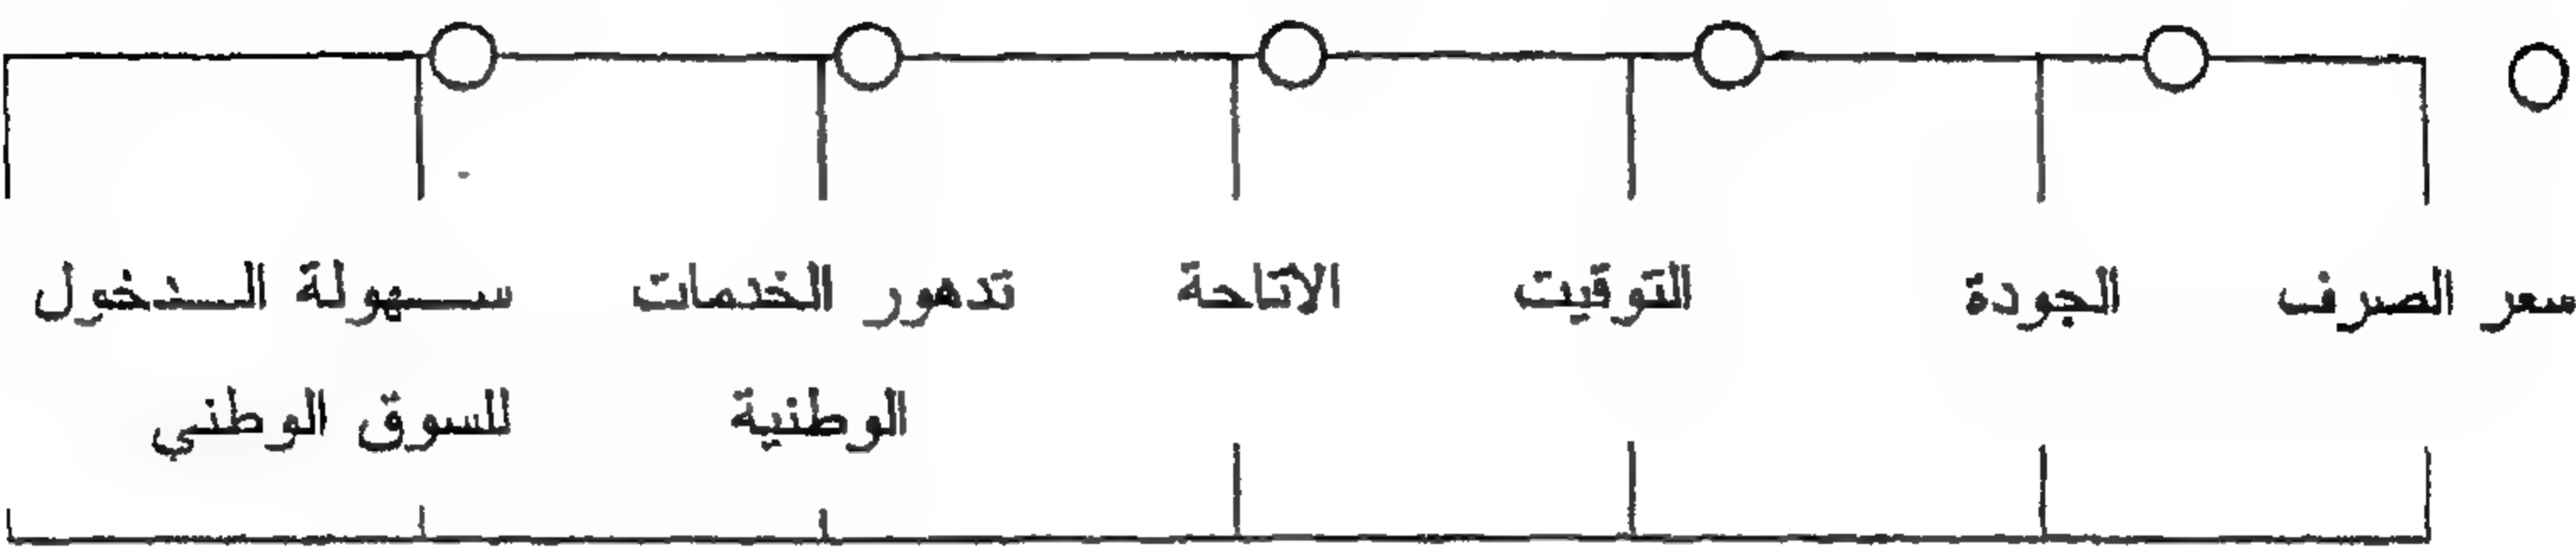 سعر الصرف
الجودة
التوقيت
الاتاحة
تدهور الخدمات
الوطنية
سهولة الدخول
للسوق الوطني